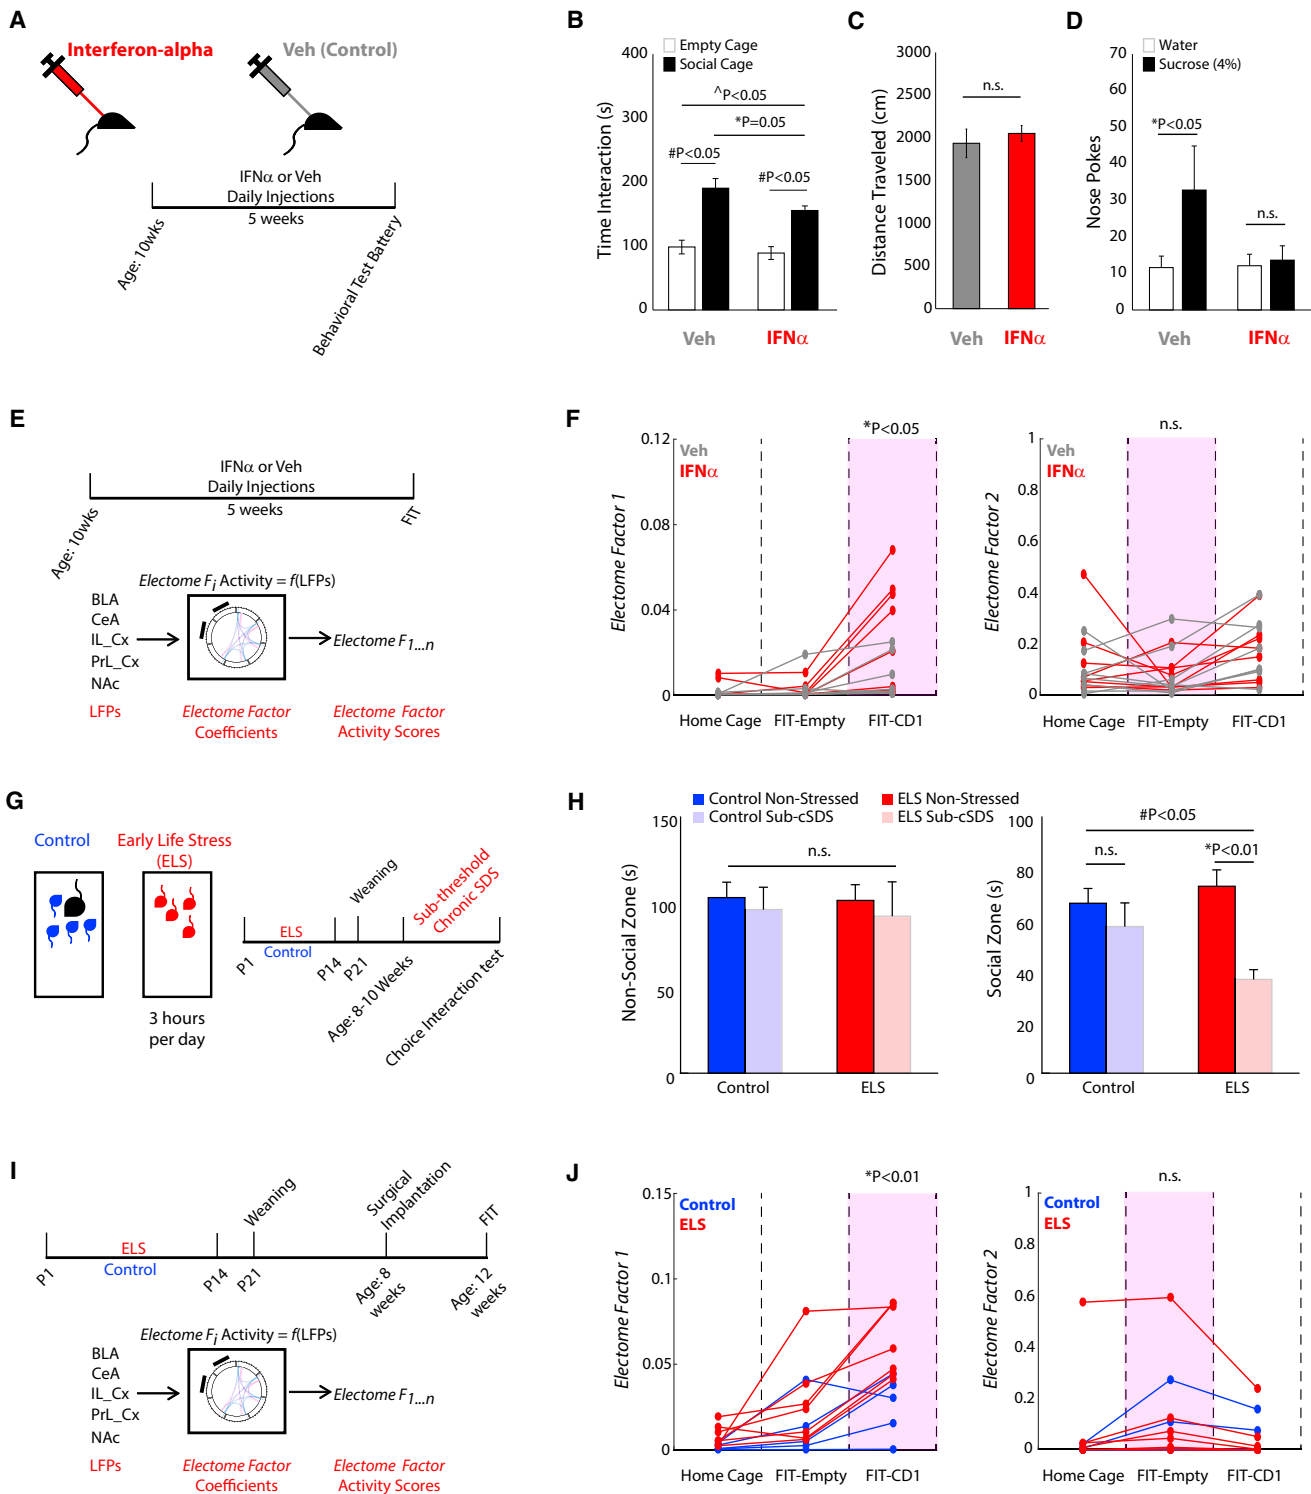 A
Interferon-alpha
Veh (Control)
IFNα or Veh
Daily Injections
5 weeks
Age: 10wks
Behavioral Test Battery
B
Empty Cage
Social Cage
^P<0.05
*P=0.05
#P<0.05
#P<0.05
Time Interaction (s)
400
300
200
100
0
Veh
IFNα
C
n.s.
Distance Traveled (cm)
3000
2500
2000
1500
1000
500
0
Veh
IFNα
D
Water
Sucrose (4%)
*P<0.05
n.s.
Nose Pokes
70
60
50
40
30
20
10
0
Veh
IFNα
E
IFNα or Veh
Daily Injections
5 weeks
Age: 10wks
FIT
Electome Fi Activity = f(LFPs)
BLA
CeA
IL_Cx
PrL_Cx
NAc
Electome F1...n
LFPs
Electome Factor
Coefficients
Electome Factor
Activity Scores
F
*P<0.05
Veh
IFNα
Electome Factor 1
0.12
0.08
0.04
0
Home Cage
FIT-Empty
FIT-CD1
n.s.
Veh
IFNα
Electome Factor 2
1
0.8
0.6
0.4
0.2
0
Home Cage
FIT-Empty
FIT-CD1
G
Control
Early Life Stress
(ELS)
3 hours
per day
ELS
Control
Weaning
Sub-threshold
Chronic SDS
P1
P14
P21
Age: 8-10 Weeks
Choice Interaction test
H
Control Non-Stressed
Control Sub-cSDS
ELS Non-Stressed
ELS Sub-cSDS
n.s.
Non-Social Zone (s)
150
100
50
0
Control
ELS
#P<0.05
n.s.
*P<0.01
Social Zone (s)
100
80
60
40
20
0
Control
ELS
I
ELS
Control
Weaning
Surgical
Implantation
FIT
P1
P14
P21
Age: 8
weeks
Age: 12
weeks
Electome Fi Activity = f(LFPs)
BLA
CeA
IL_Cx
PrL_Cx
NAc
Electome F1...n
LFPs
Electome Factor
Coefficients
Electome Factor
Activity Scores
J
*P<0.01
Control
ELS
Electome Factor 1
0.15
0.1
0.05
0
Home Cage
FIT-Empty
FIT-CD1
n.s.
Control
ELS
Electome Factor 2
1
0.8
0.6
0.4
0.2
0
Home Cage
FIT-Empty
FIT-CD1